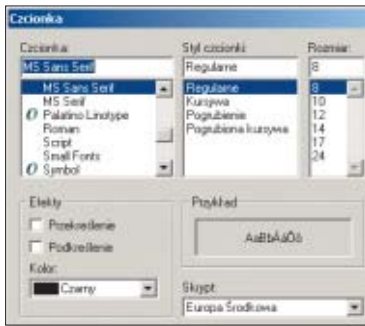 Czcionka
Czcionka: Styl czcionki: Rozmiar:
MS Sans Serif Regularne 8
MS Sans Serif Regularne 8
MS Serif Kursywa 10
Palatino Linotype Pogrubienie 12
Roman Pogrubiona kursywa 14
Script 17
Small Fonts 24
Symbol
Efekty Przykład
Przekreślenie
AaBbÁáÔô
Podkreślenie
Kolor: Skrypt:
Czarny Europa Środkowa